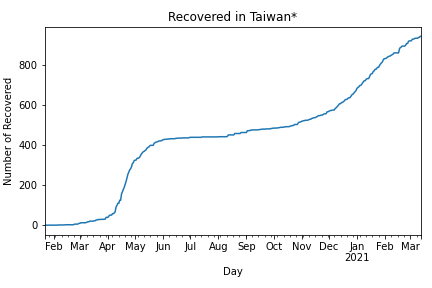 Recovered in Taiwan*
Number of Recovered
800
600
400
200
0
Feb Mar Apr May Jun Jul Aug Sep Oct Nov Dec Jan Feb Mar
2021
Day